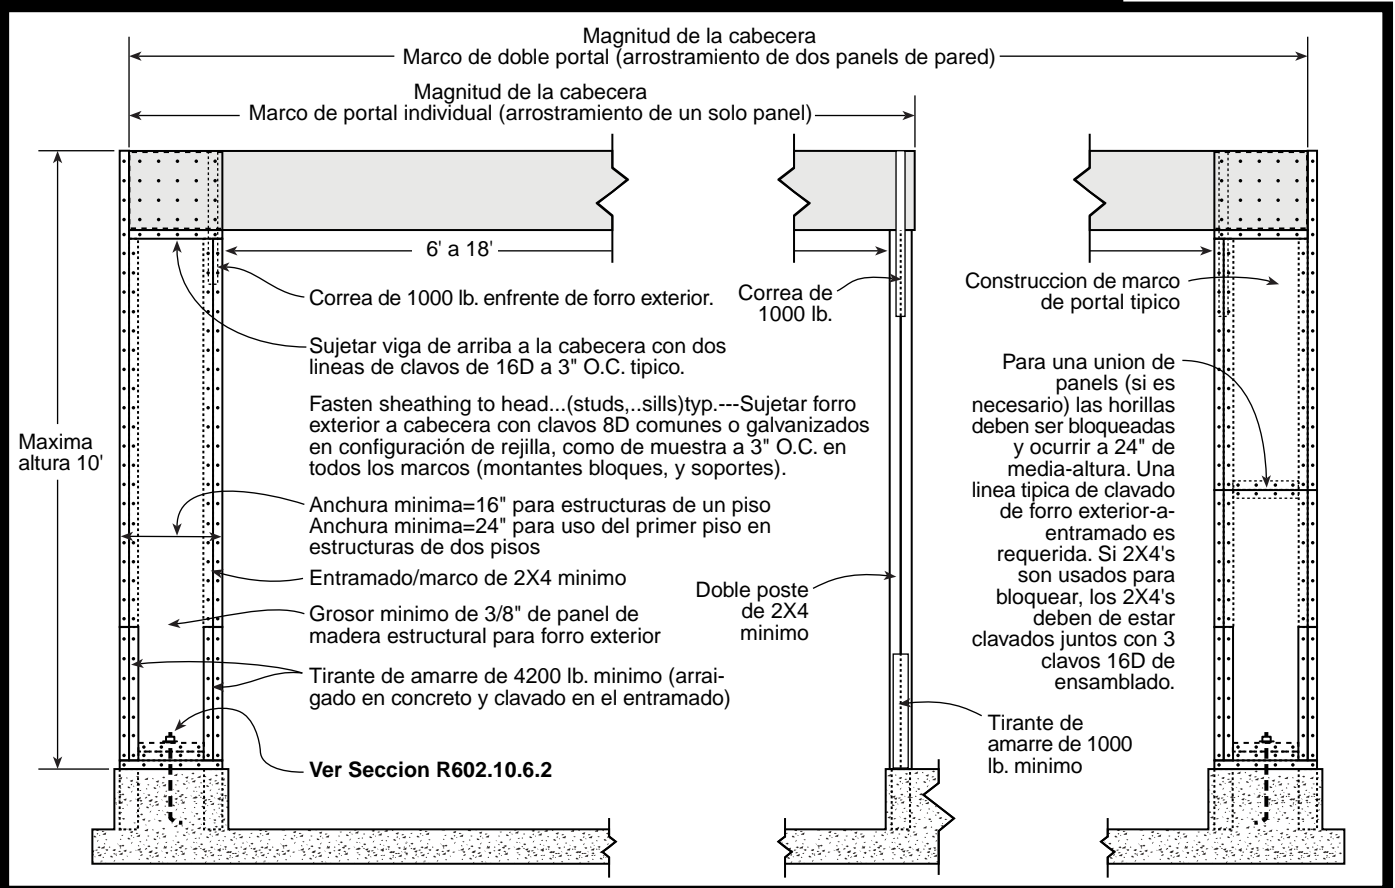 Magnitud de la cabecera
Marco de doble portal (arrostramiento de dos panels de pared)
Magnitud de la cabecera
Marco de portal individual (arrostramiento de un solo panel)
6' a 18'
Correa de 1000 lb. enfrente de forro exterior.
Sujetar viga de arriba a la cabecera con dos
lineas de clavos de 16D a 3" O.C. tipico.
Fasten sheathing to head...(studs,..sills)typ.---Sujetar forro
exterior a cabecera con clavos 8D comunes o galvanizados
en configuración de rejilla, como de muestra a 3" O.C. en
todos los marcos (montantes bloques, y soportes).
Maxima
altura 10'
Anchura minima=16" para estructuras de un piso
Anchura minima=24" para uso del primer piso en
estructuras de dos pisos
Entramado/marco de 2X4 minimo
Grosor minimo de 3/8" de panel de
madera estructural para forro exterior
Tirante de amarre de 4200 lb. minimo (arrai-
gado en concreto y clavado en el entramado)
Ver Seccion R602.10.6.2
Correa de
1000 lb.
Doble poste
de 2X4
minimo
Tirante de
amarre de 1000
lb. minimo
Construccion de marco
de portal tipico
Para una union de
panels (si es
necesario) las horillas
deben ser bloqueadas
y ocurrir a 24" de
media-altura. Una
linea tipica de clavado
de forro exterior-a-
entramado es
requerida. Si 2X4's
son usados para
bloquear, los 2X4's
deben de estar
clavados juntos con 3
clavos 16D de
ensamblado.